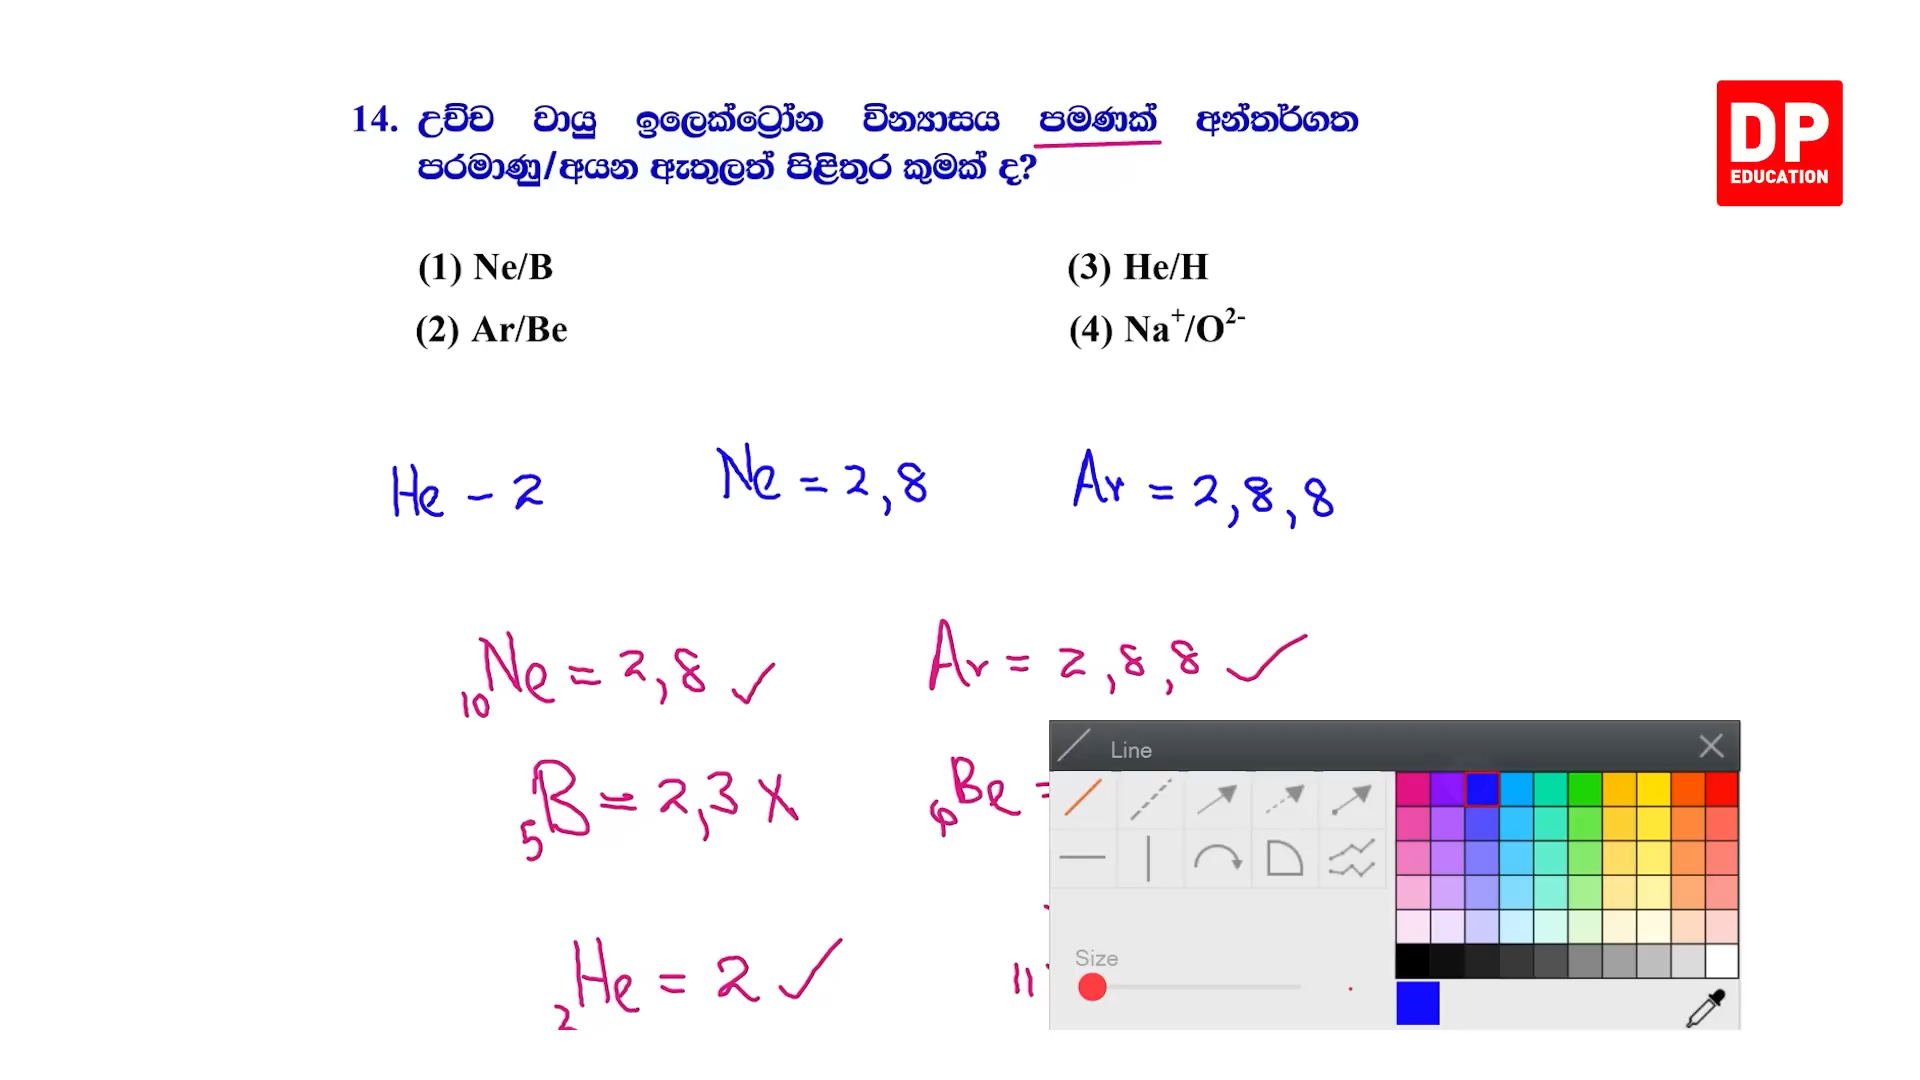 14. උච්ච වායු ඉලෙක්ට්‍රෝන වින්‍යාසය පමණක් අන්තර්ගත
පරමාණු/අයන ඇතුලත් පිළිතුර කුමක් ද?
DP
EDUCATION
(1) Ne/B
(3) He/H
(2) Ar/Be
(4) Na⁺/O²⁻
He – 2
Ne = 2,8
Ar = 2,8,8
₁₀Ne = 2,8 ✓
Ar = 2,8,8 ✓
Line
₅B = 2,3 X
Be =
Size
₂He = 2 ✓
11